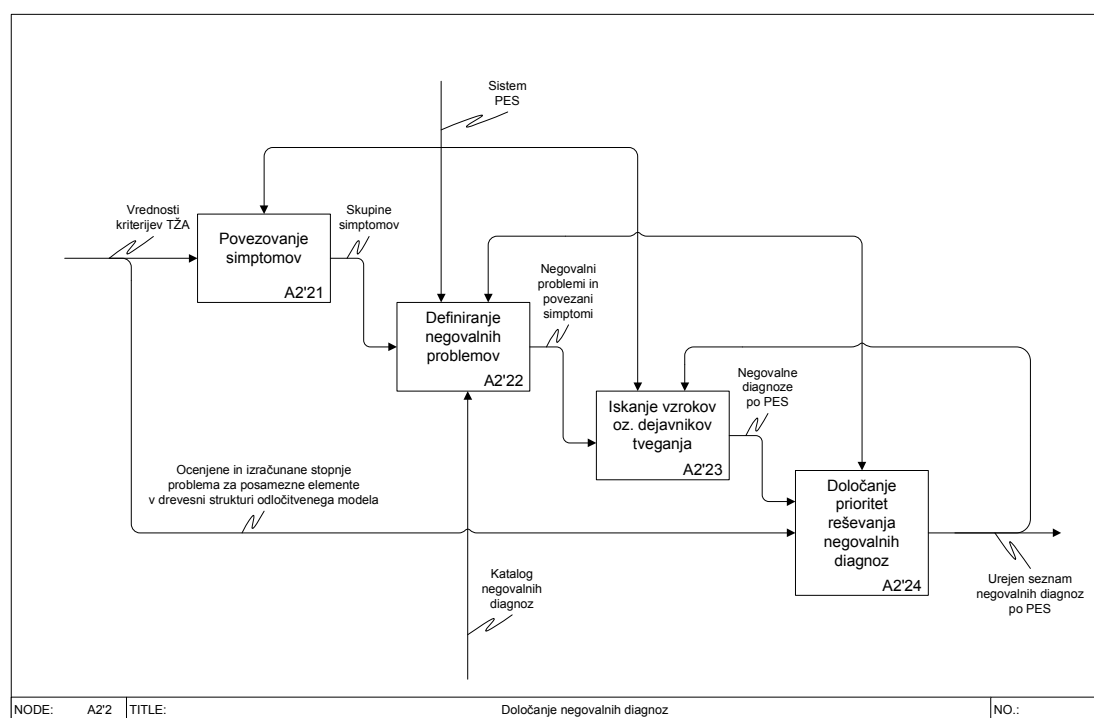 Sistem
PES
Vrednosti
kriterijev TŽA
Skupine
simptomov
Povezovanje
simptomov
A2'21
Negovalni
problemi in
povezani
simptomi
Definiranje
negovalnih
problemov
A2'22
Negovalne
diagnoze
po PES
Iskanje vzrokov
oz. dejavnikov
tveganja
A2'23
Ocenjene in izračunane stopnje
problema za posamezne elemente
v drevesni strukturi odločitvenega modela
Določanje
prioritet
reševanja
negovalnih
diagnoz
A2'24
Katalog
negovalnih
diagnoz
Urejen seznam
negovalnih diagnoz
po PES
NODE: A2'2 TITLE: Določanje negovalnih diagnoz NO.: